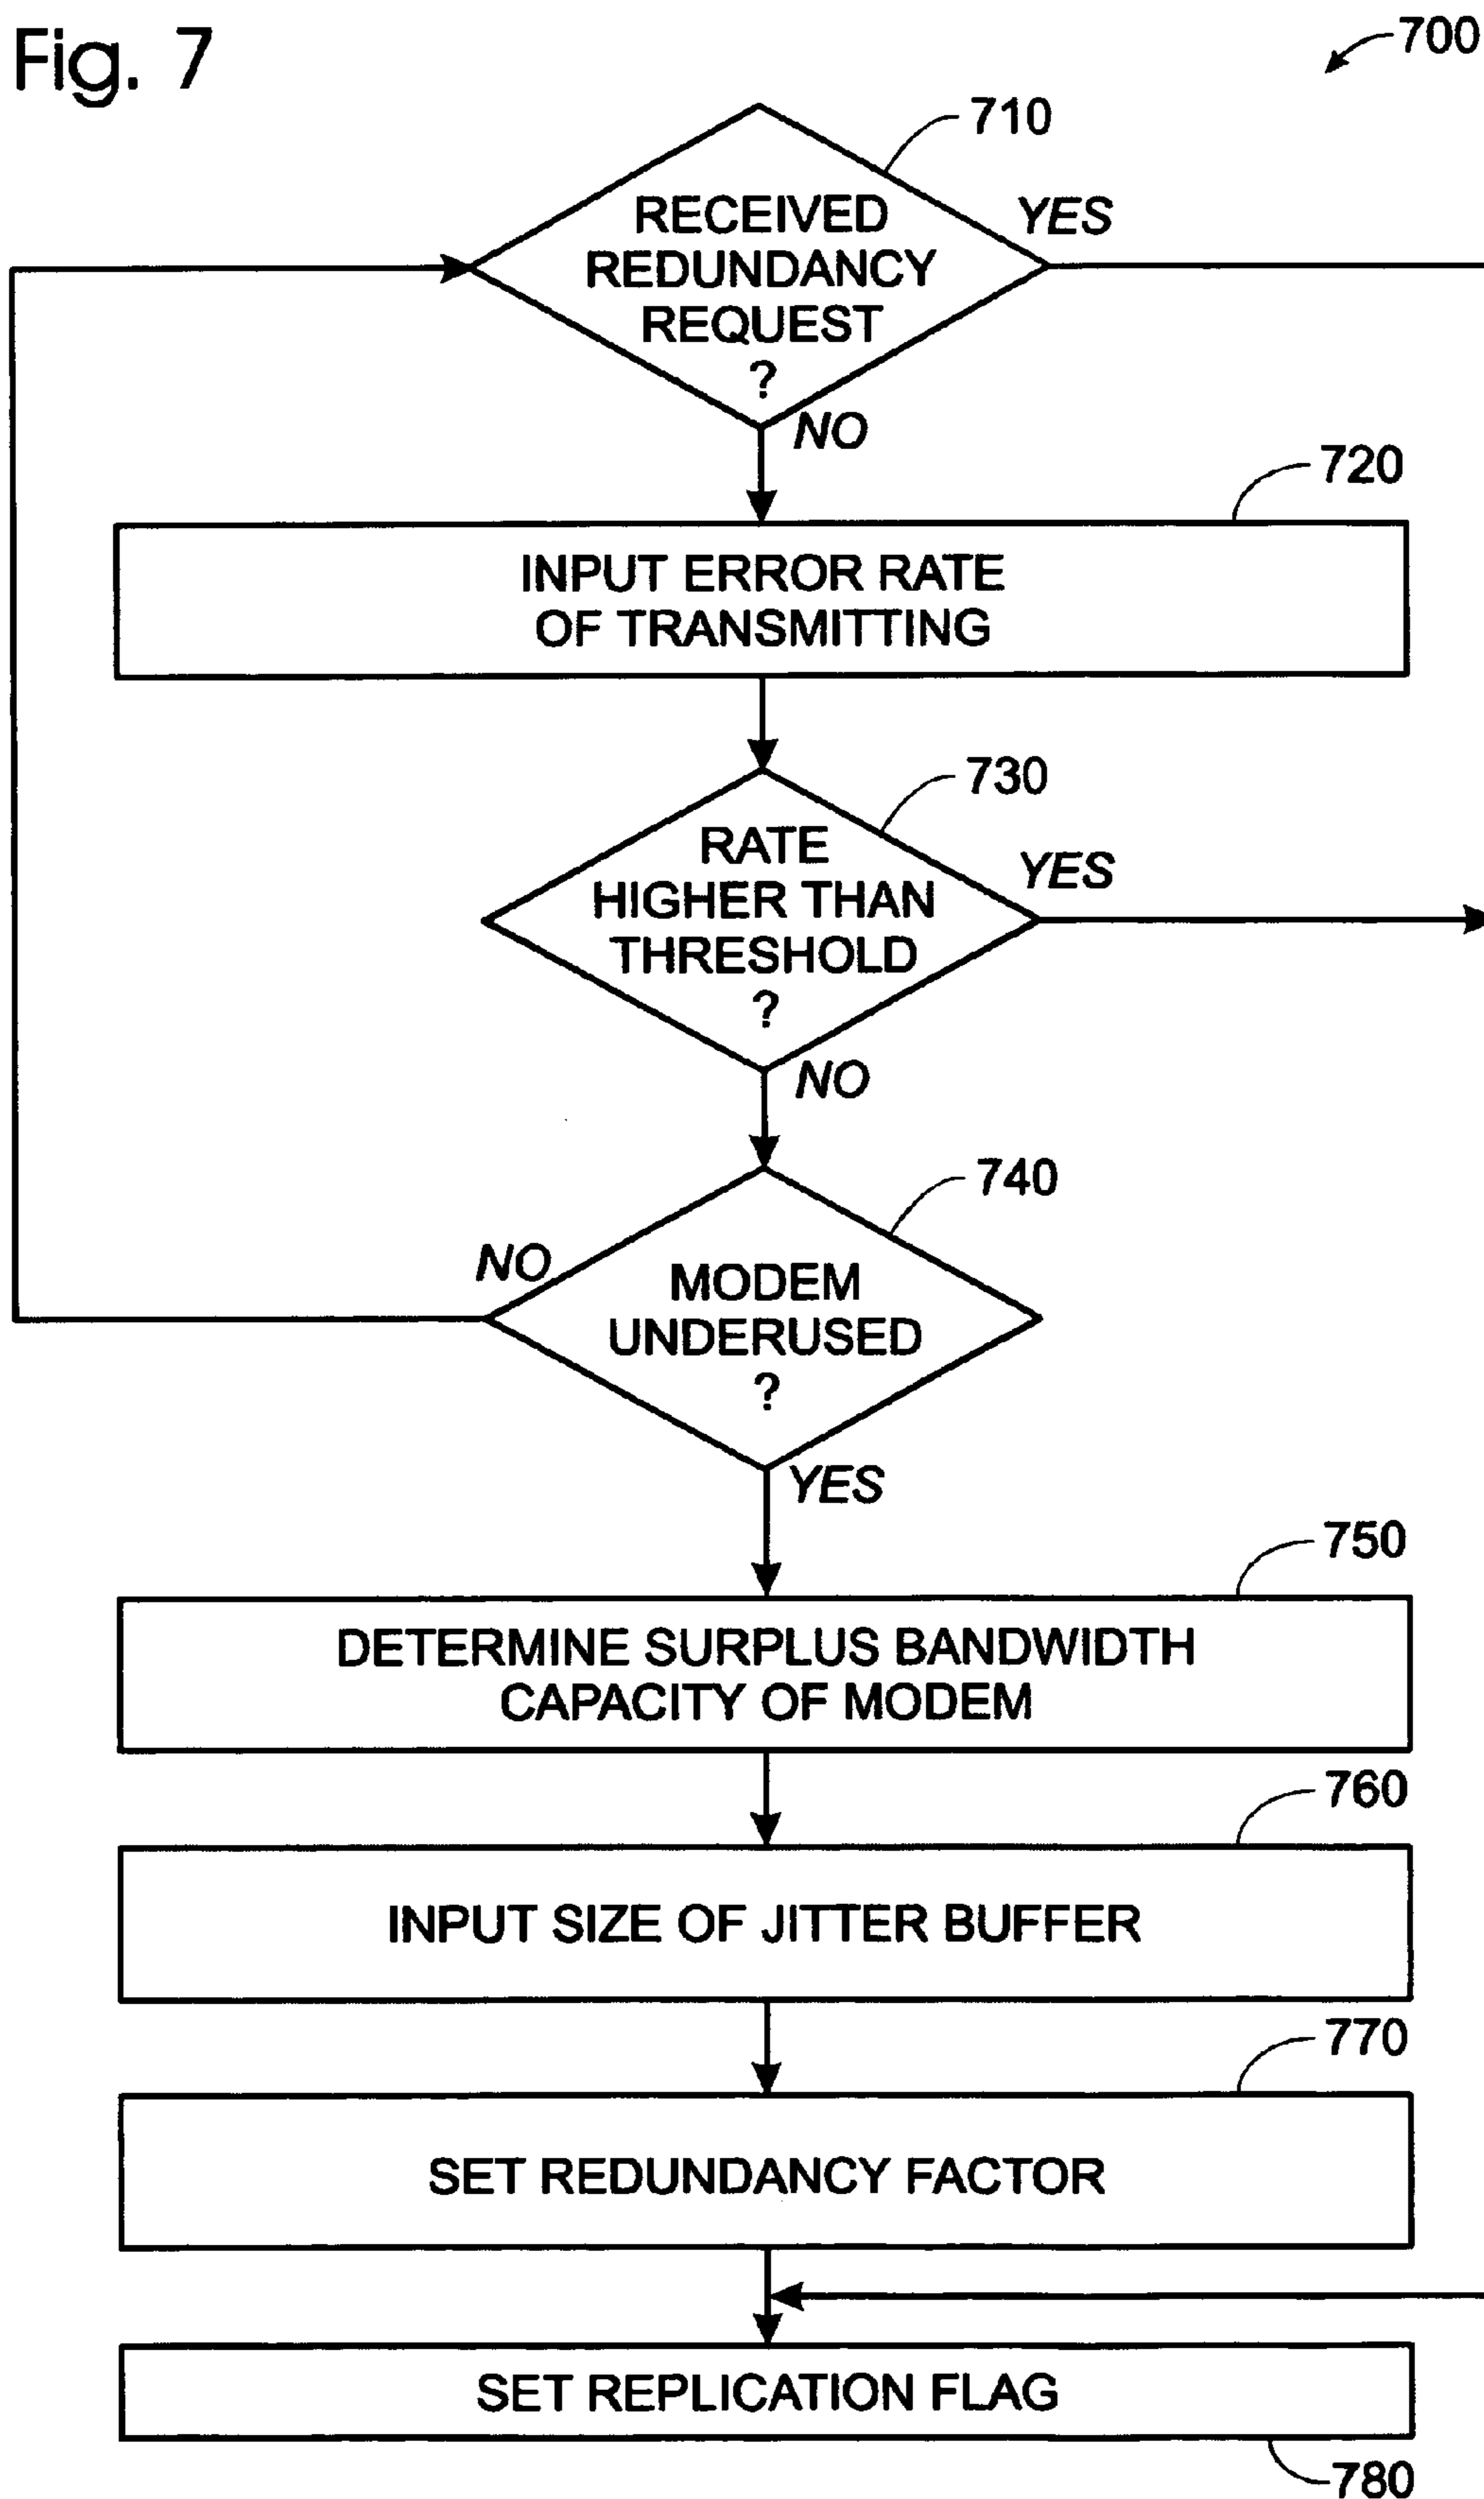 Fig. 7
700
710
RECEIVED
REDUNDANCY
REQUEST
?
YES
NO
720
INPUT ERROR RATE
OF TRANSMITTING
730
RATE
HIGHER THAN
THRESHOLD
?
YES
NO
740
MODEM
UNDERUSED
?
NO
YES
750
DETERMINE SURPLUS BANDWIDTH
CAPACITY OF MODEM
760
INPUT SIZE OF JITTER BUFFER
770
SET REDUNDANCY FACTOR
SET REPLICATION FLAG
780